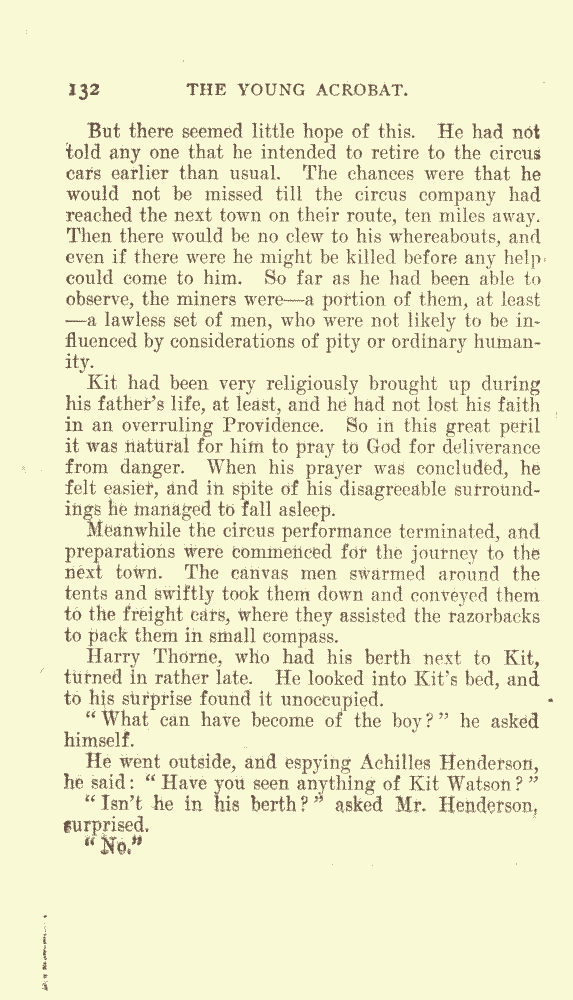 132 THE YOUNG ACROBAT.
But there seemed little hope of this. He had not
told any one that he intended to retire to the circus
cars earlier than usual. The chances were that he
would not be missed till the circus company had
reached the next town on their route, ten miles away.
Then there would be no clew to his whereabouts, and
even if there were he might be killed before any help
could come to him. So far as he had been able to
observe, the miners were—a portion of them, at least
—a lawless set of men, who were not likely to be in-
fluenced by considerations of pity or ordinary human-
ity.
Kit had been very religiously brought up during
his father's life, at least, and he had not lost his faith
in an overruling Providence. So in this great peril
it was natural for him to pray to God for deliverance
from danger. When his prayer was concluded, he
felt easier, and in spite of his disagreeable surround-
ings he managed to fall asleep.
Meanwhile the circus performance terminated, and
preparations were commenced for the journey to the
next town. The canvas men swarmed around the
tents and swiftly took them down and conveyed them
to the freight cars, where they assisted the razorbacks
to pack them in small compass.
Harry Thorne, who had his berth next to Kit,
turned in rather late. He looked into Kit's bed, and
to his surprise found it unoccupied.
"What can have become of the boy?" he asked
himself.
He went outside, and espying Achilles Henderson,
he said: "Have you seen anything of Kit Watson?"
"Isn't he in his berth?" asked Mr. Henderson,
surprised.
"No."